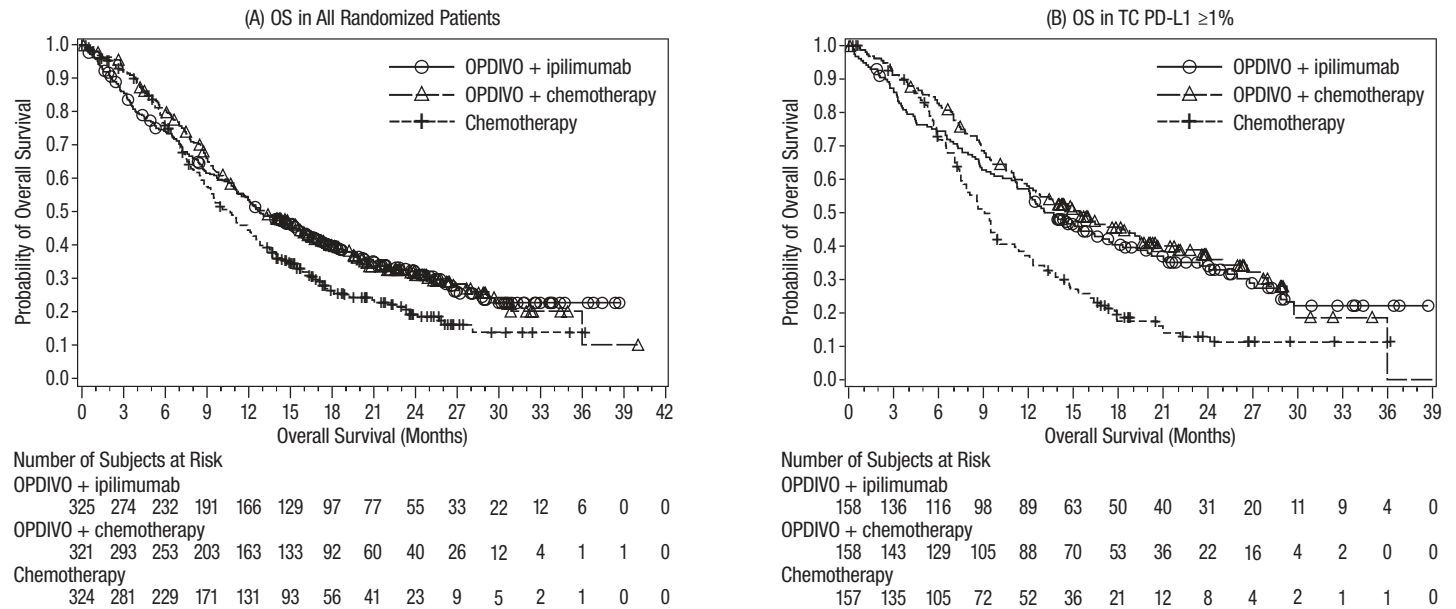 (A) OS in All Randomized Patients
Probability of Overall Survival
1.0
0.9
0.8
0.7
0.6
0.5
0.4
0.3
0.2
0.1
0.0
OPDIVO + ipilimumab
OPDIVO + chemotherapy
Chemotherapy
0 3 6 9 12 15 18 21 24 27 30 33 36 39 42
Overall Survival (Months)
Number of Subjects at Risk
OPDIVO + ipilimumab
325 274 232 191 166 129 97 77 55 33 22 12 6 0 0
OPDIVO + chemotherapy
321 293 253 203 163 133 92 60 40 26 12 4 1 1 0
Chemotherapy
324 281 229 171 131 93 56 41 23 9 5 2 1 0 0
(B) OS in TC PD-L1 ≥1%
Probability of Overall Survival
1.0
0.9
0.8
0.7
0.6
0.5
0.4
0.3
0.2
0.1
0.0
OPDIVO + ipilimumab
OPDIVO + chemotherapy
Chemotherapy
0 3 6 9 12 15 18 21 24 27 30 33 36 39
Overall Survival (Months)
Number of Subjects at Risk
OPDIVO + ipilimumab
158 136 116 98 89 63 50 40 31 20 11 9 4 0
OPDIVO + chemotherapy
158 143 129 105 88 70 53 36 22 16 4 2 0 0
Chemotherapy
157 135 105 72 52 36 21 12 8 4 2 1 1 0